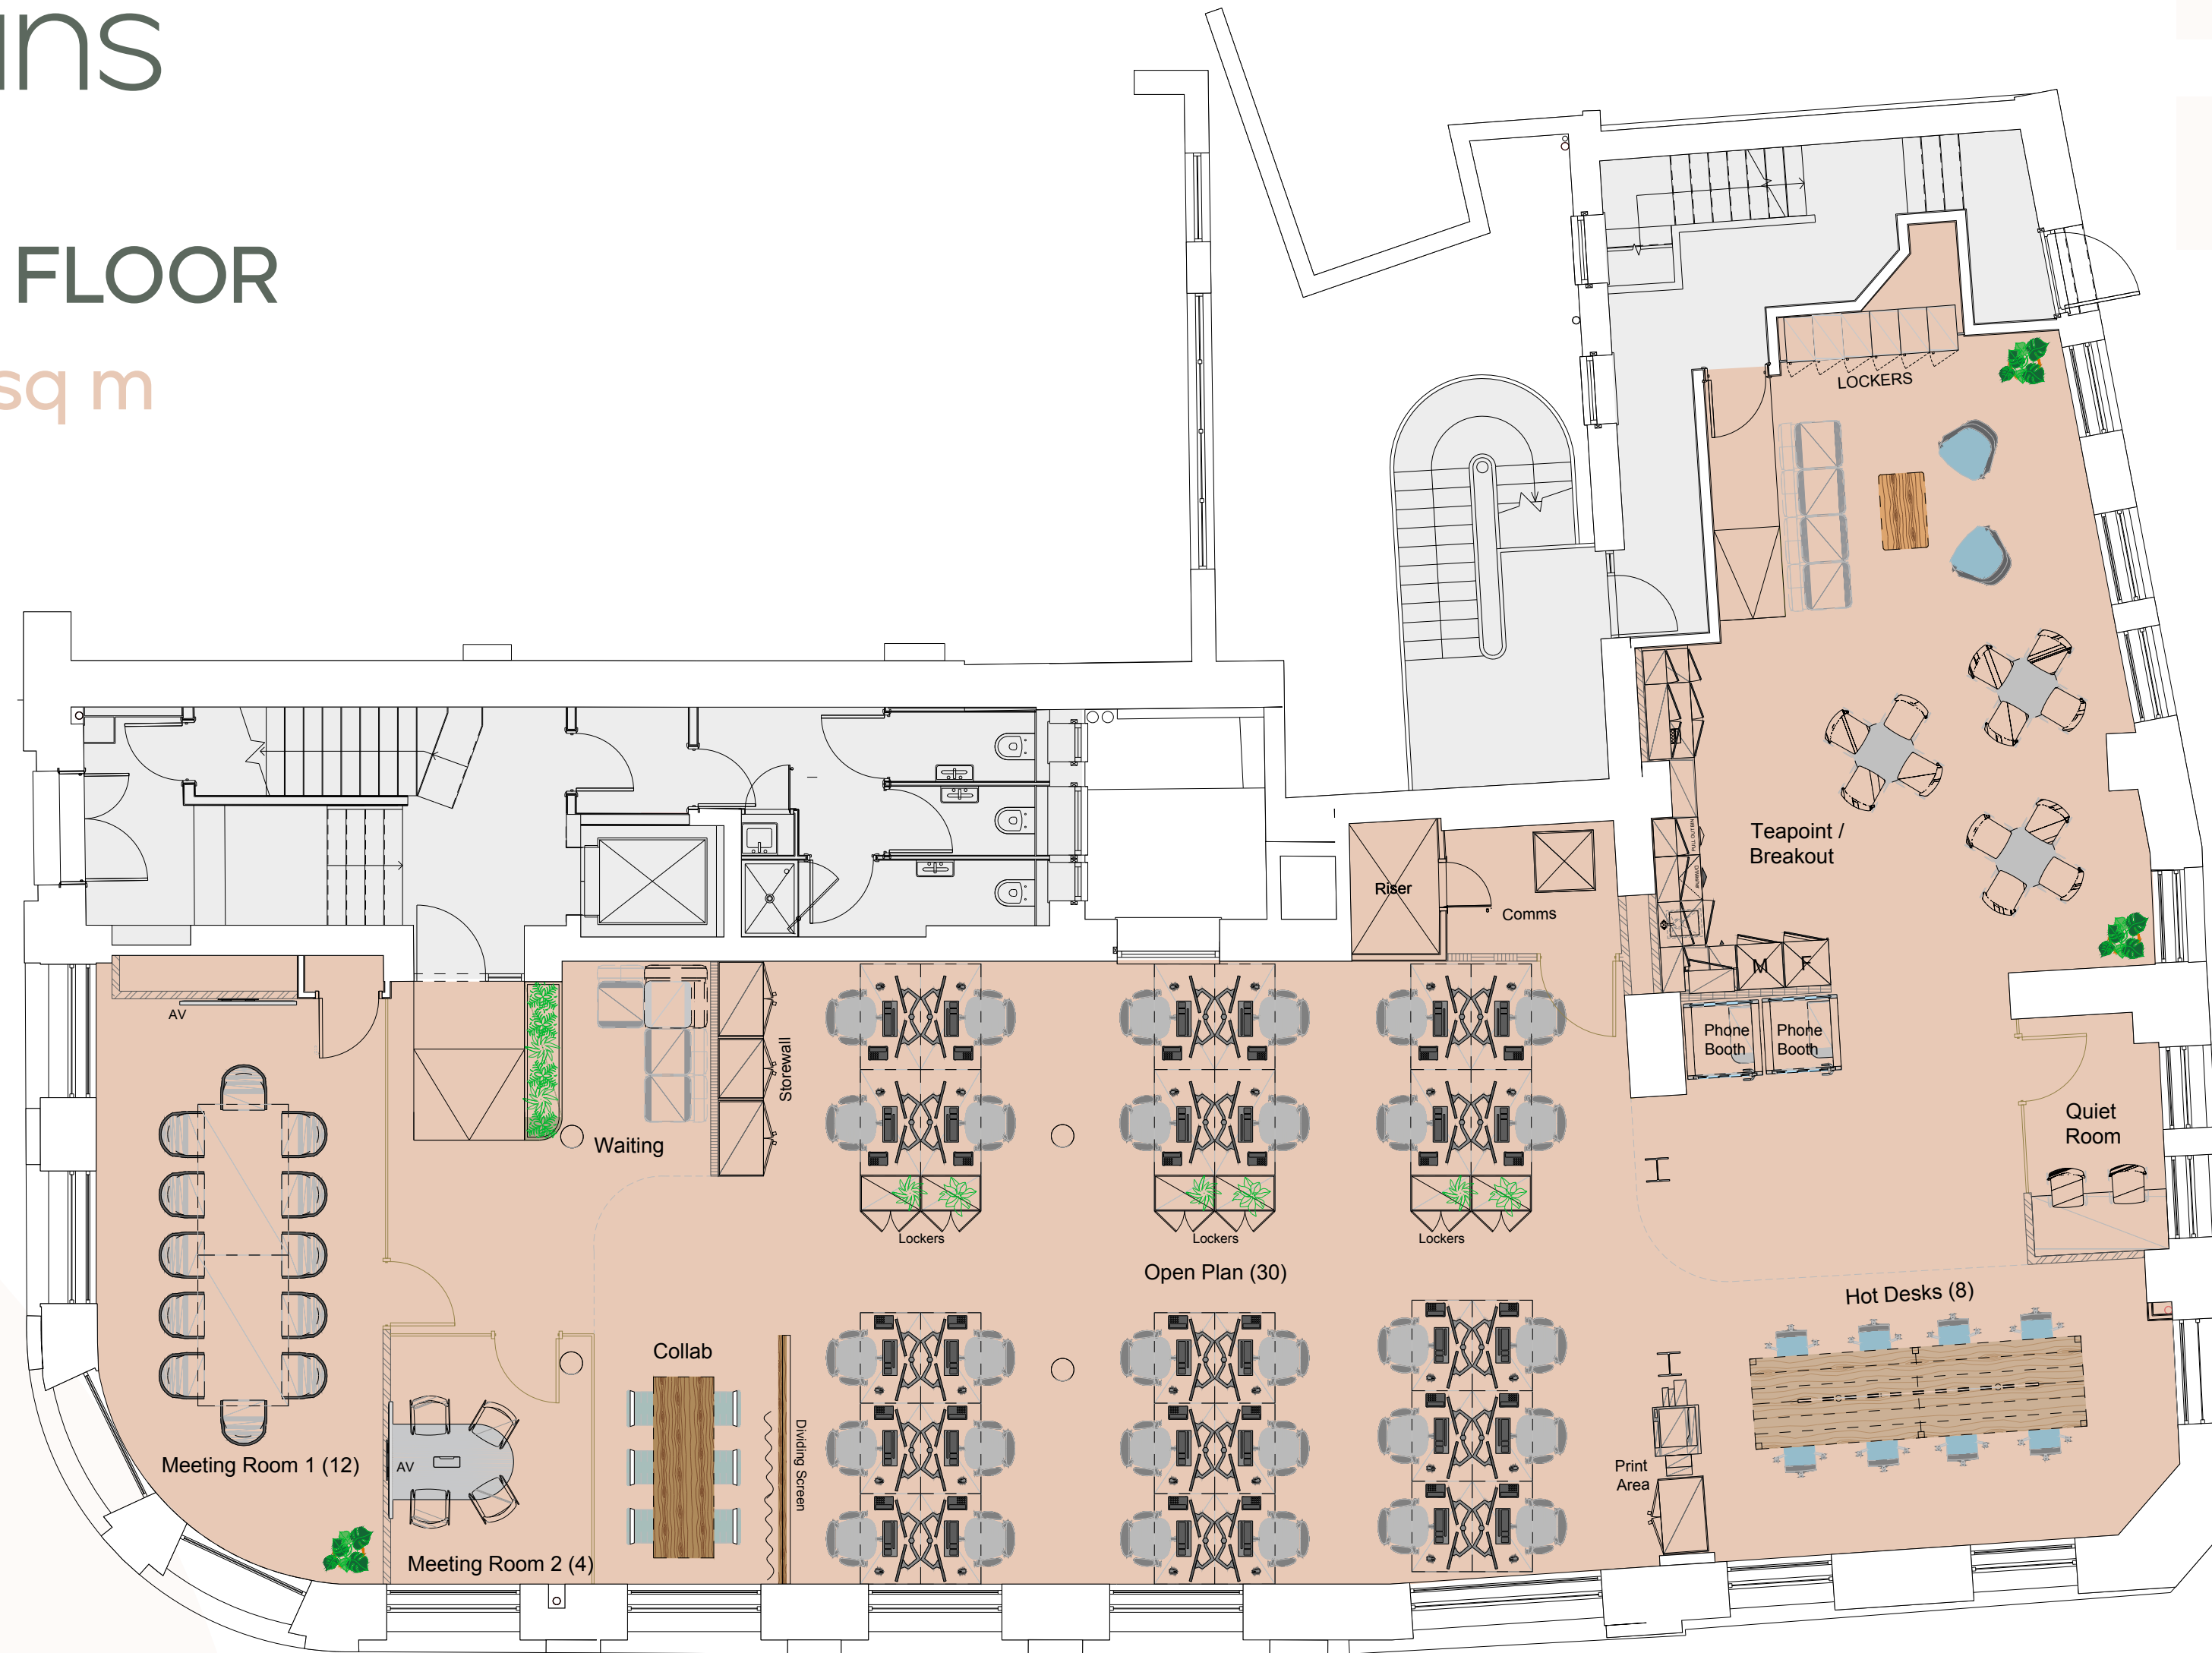 ans
FLOOR
sq m
LOCKERS
Teapoint /
Breakout
Riser
Comms
M
F
AV
Phone
Booth
Phone
Booth
Storewall
Quiet
Room
Waiting
Lockers
Lockers
Lockers
Open Plan (30)
Hot Desks (8)
Collab
Dividing Screen
Meeting Room 1 (12)
AV
Print
Area
Meeting Room 2 (4)